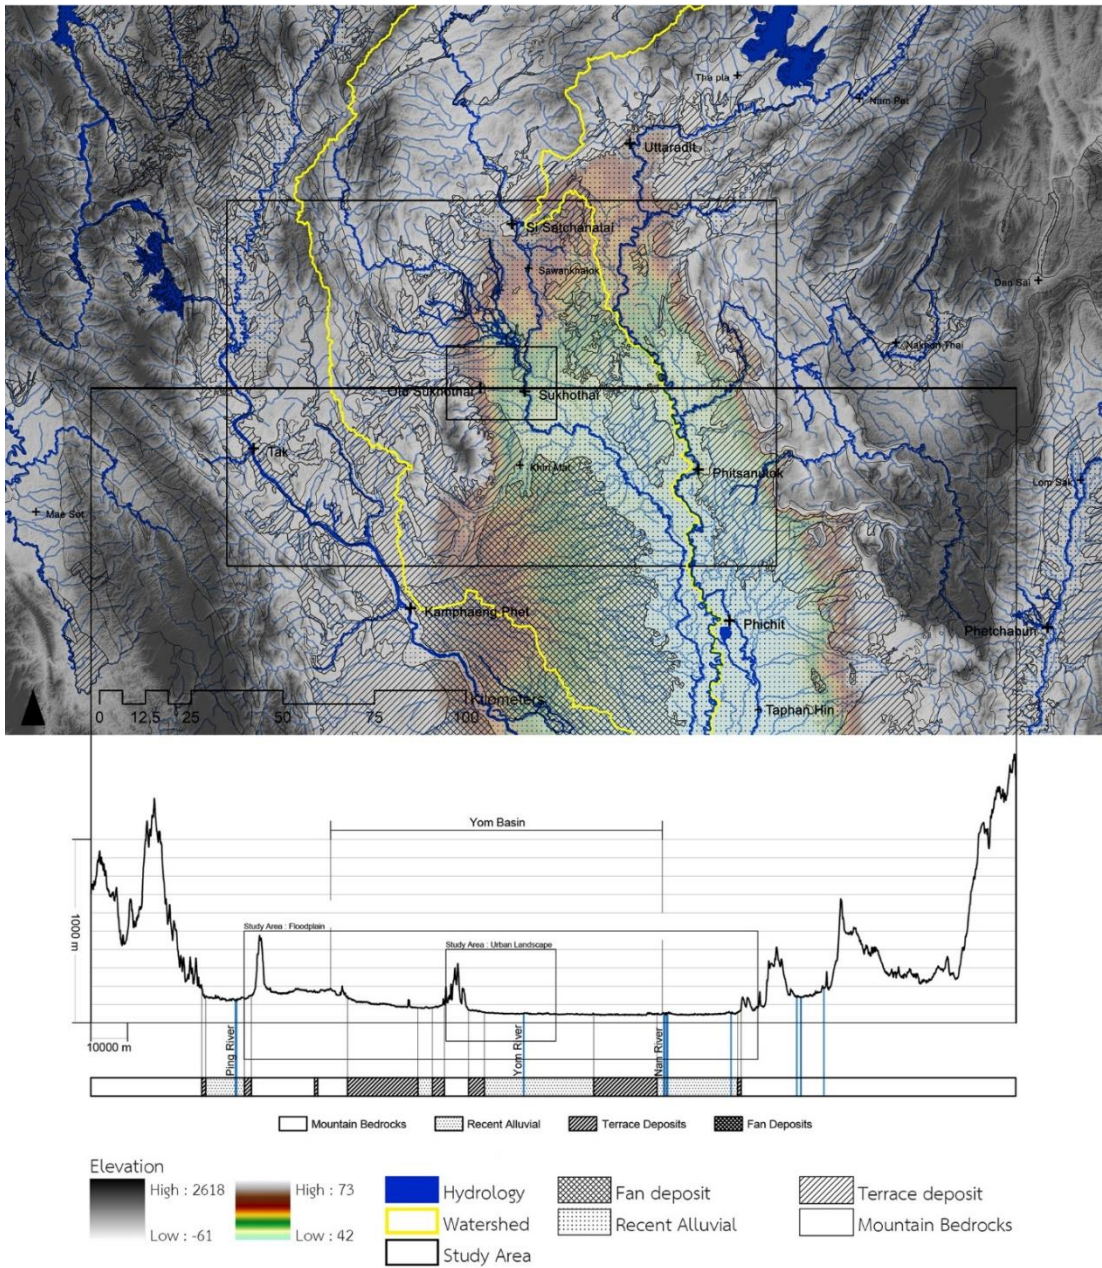 Tha pla
Nam Pat
Uttaradit
Si Satchanalai
Sawankhalok
Dan Sai
Nakhon Thai
Old Sukhothai
Sukhothai
Tak
Khiri Mat
Phitsanulok
Lom Sak
Mae Sot
Kamphaeng Phet
Phichit
Phetchabun
Kilometers
0 12.5 25 50 75 100
Taphan Hin
Yom Basin
1000 m
Study Area : Floodplain
Study Area : Urban Landscape
10000 m
Ping River
Yom River
Nan River
Mountain Bedrocks
Recent Alluvial
Terrace Deposits
Fan Deposits
Elevation
High : 2618
High : 73
Hydrology
Fan deposit
Terrace deposit
Watershed
Recent Alluvial
Mountain Bedrocks
Low : -61
Low : 42
Study Area